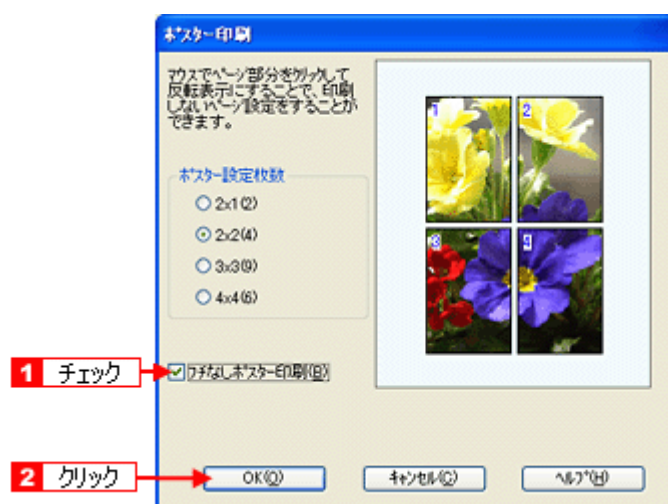 ポスター印刷
マウスでページ部分をクリックして
反転表示にすることで、印刷
しないページ設定をすることが
できます。
ポスター設定枚数
2x1(2)
2x2(4)
3x3(9)
4x4(6)
1 チェック
フチなしポスター印刷(B)
2 クリック
OK(O)
キャンセル(C)
ヘルプ(H)
1
2
3
4